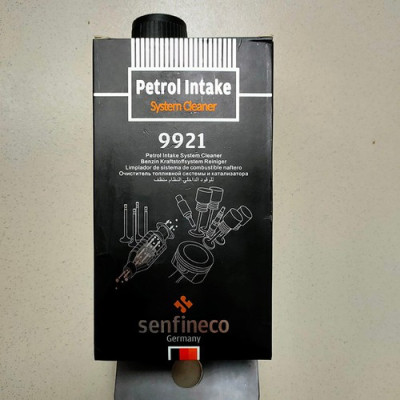 Petrol Intake
System Cleaner
9921
Petrol Intake System Cleaner
Benzin Kraftstoffsystem Reiniger
Limpiador de sistema de combustible naftero
Очиститель топливной системы и катализатора
senfineco
Germany